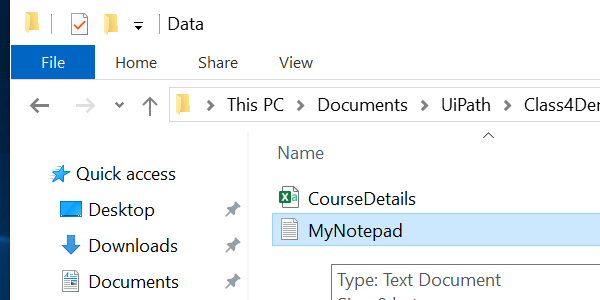 Data
File Home Share View
This PC Documents UiPath
Name
Quick access
CourseDetails
Desktop
MyNotepad
Downloads
Documents
Type: Text Document